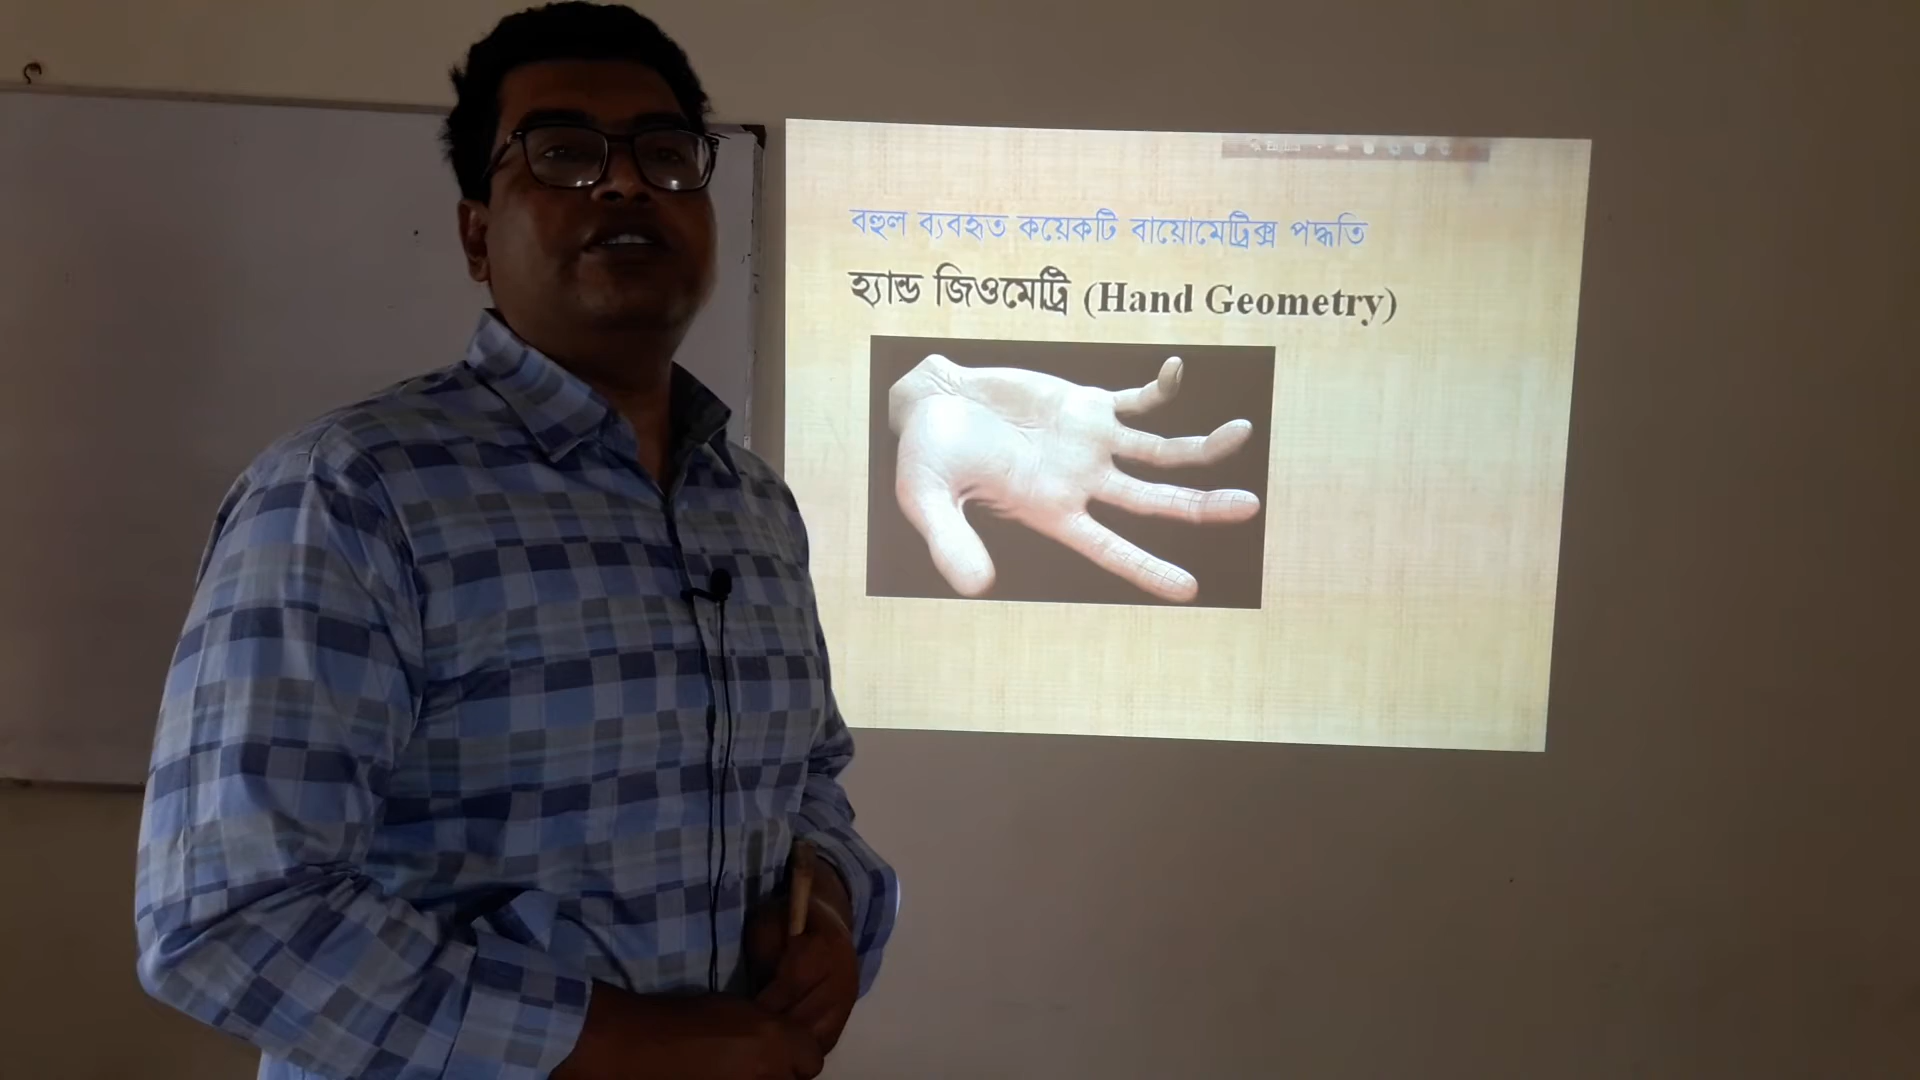 বহুল ব্যবহৃত কয়েকটি বায়োমেট্রিক্স পদ্ধতি
হ্যান্ড জিওমেট্রি (Hand Geometry)